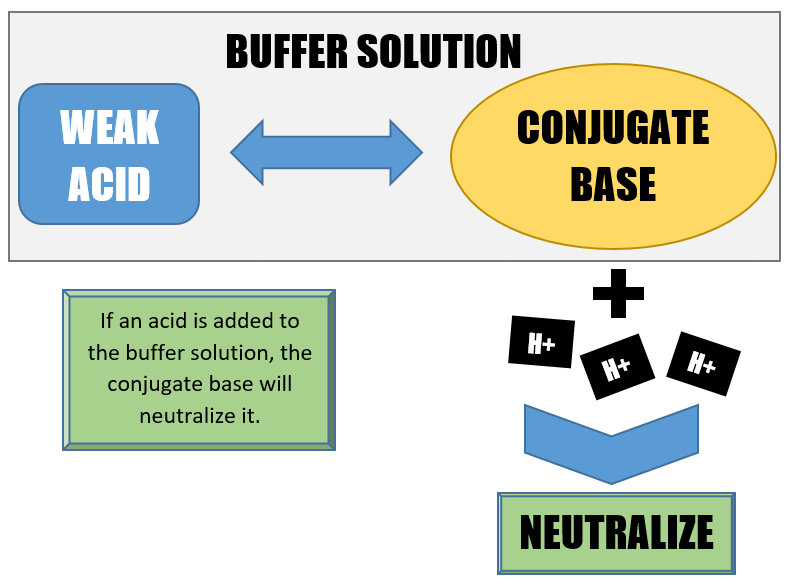 BUFFER SOLUTION
WEAK
ACID
CONJUGATE
BASE
If an acid is added to
the buffer solution, the
conjugate base will
neutralize it.
+
H+
H+
H+
NEUTRALIZE